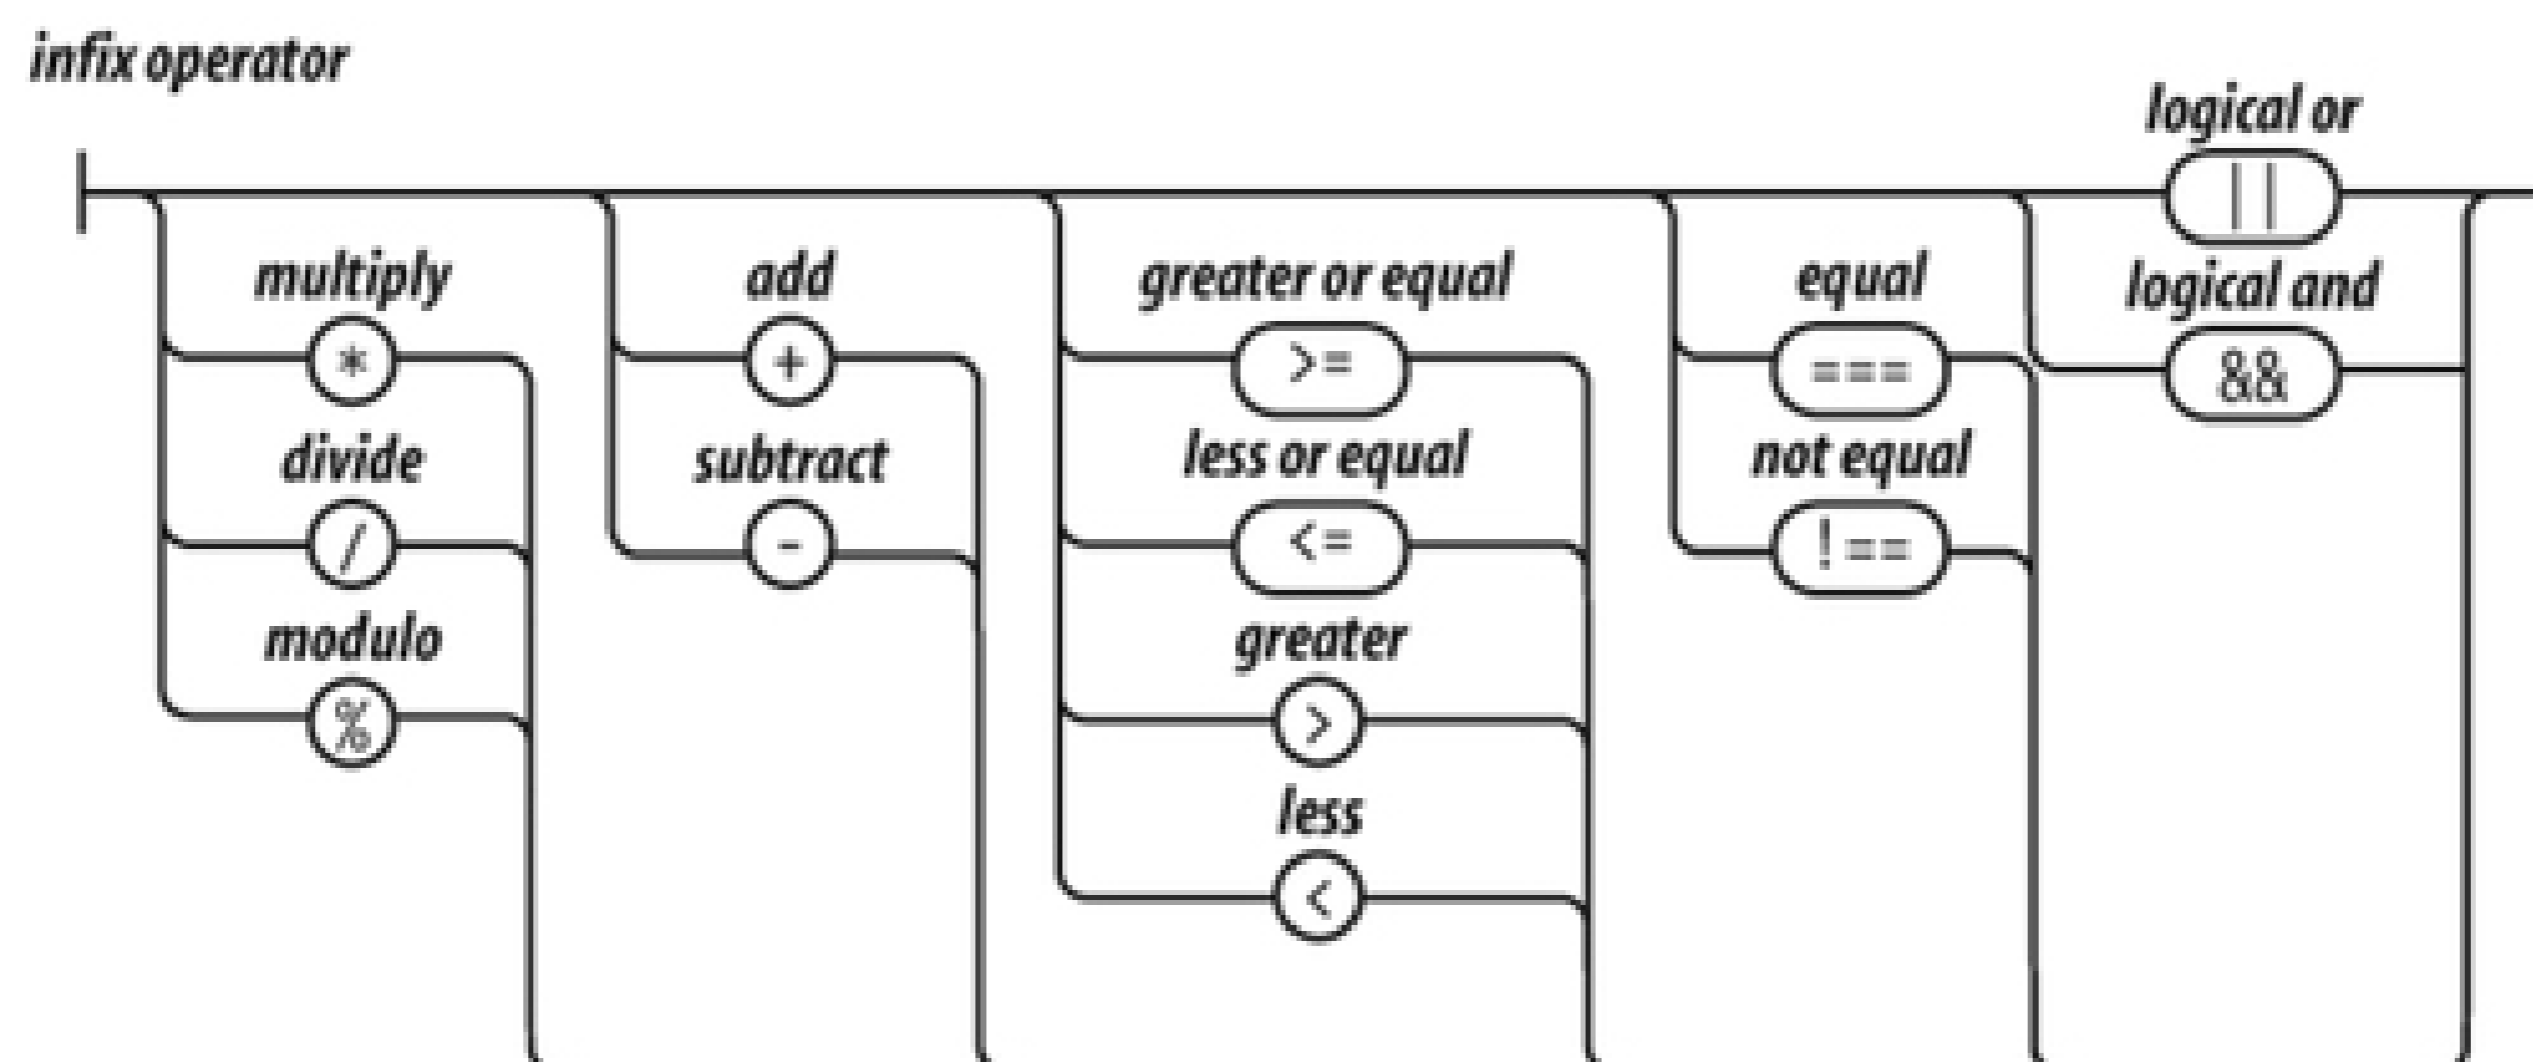 infix operator
logical or
||
multiply
add
greater or equal
equal
logical and
*
+
>=
===
&&
divide
subtract
less or equal
not equal
/
-
<=
!==
modulo
greater
%
>
less
<